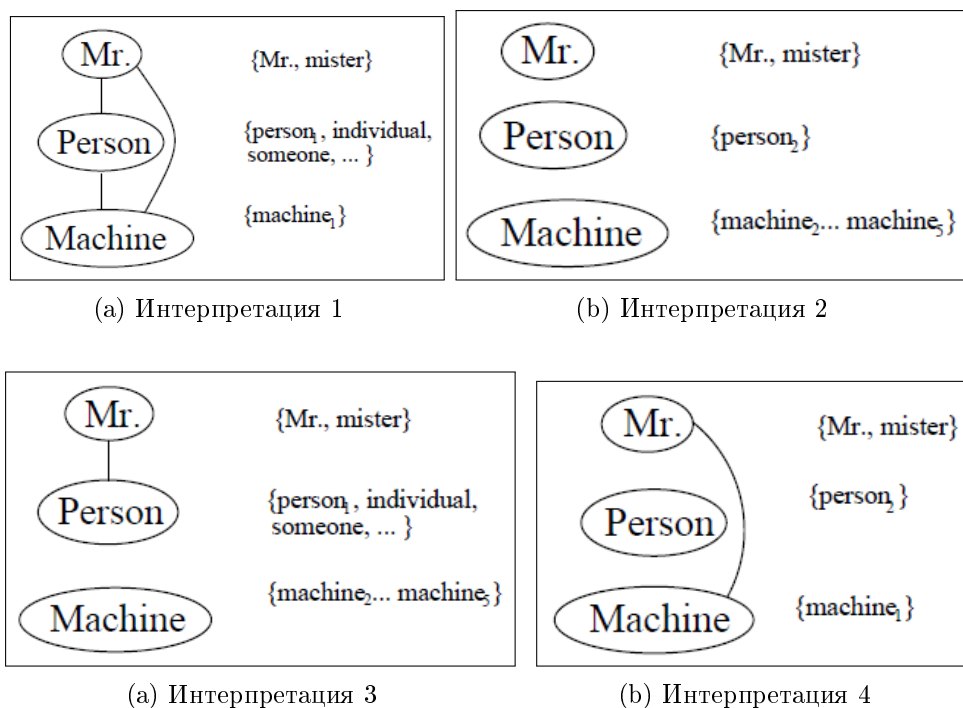 Mr. {Mr., mister}
Person {person₁, individual,
someone, ... }
Machine {machine₁}
(a) Интерпретация 1
Mr. {Mr., mister}
Person {person₂}
Machine {machine₂... machine₅}
(b) Интерпретация 2
Mr. {Mr., mister}
Person {person₁, individual,
someone, ... }
Machine {machine₂... machine₅}
(a) Интерпретация 3
Mr. {Mr., mister}
Person {person₂}
Machine {machine₁}
(b) Интерпретация 4